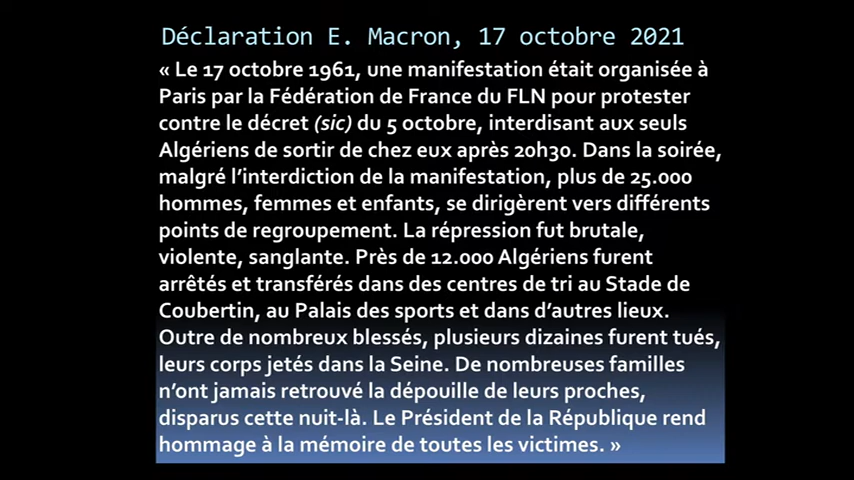 Déclaration E. Macron, 17 octobre 2021
« Le 17 octobre 1961, une manifestation était organisée à
Paris par la Fédération de France du FLN pour protester
contre le décret (sic) du 5 octobre, interdisant aux seuls
Algériens de sortir de chez eux après 20h30. Dans la soirée,
malgré l’interdiction de la manifestation, plus de 25.000
hommes, femmes et enfants, se dirigèrent vers différents
points de regroupement. La répression fut brutale,
violente, sanglante. Près de 12.000 Algériens furent
arrêtés et transférés dans des centres de tri au Stade de
Coubertin, au Palais des sports et dans d’autres lieux.
Outre de nombreux blessés, plusieurs dizaines furent tués,
leurs corps jetés dans la Seine. De nombreuses familles
n’ont jamais retrouvé la dépouille de leurs proches,
disparus cette nuit-là. Le Président de la République rend
hommage à la mémoire de toutes les victimes. »